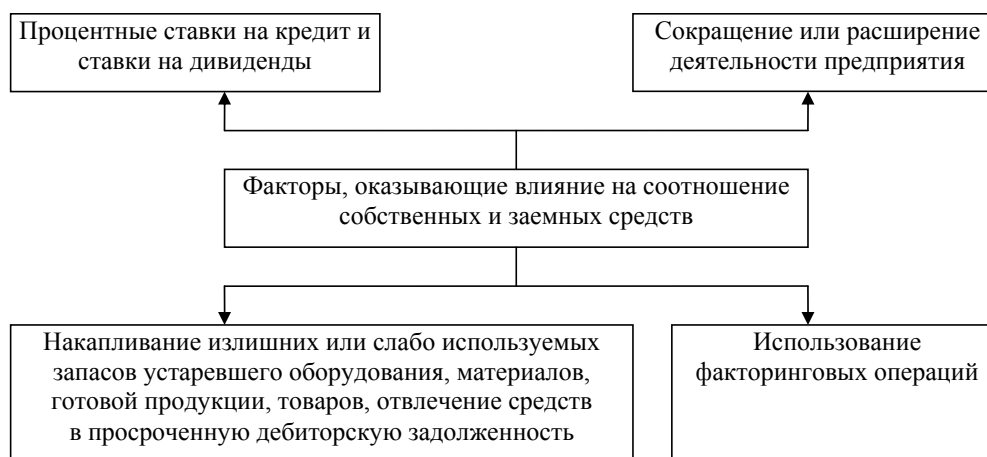 Процентные ставки на кредит и
ставки на дивиденды
Сокращение или расширение
деятельности предприятия
Факторы, оказывающие влияние на соотношение
собственных и заемных средств
Накапливание излишних или слабо используемых
запасов устаревшего оборудования, материалов,
готовой продукции, товаров, отвлечение средств
в просроченную дебиторскую задолженность
Использование
факторинговых операций